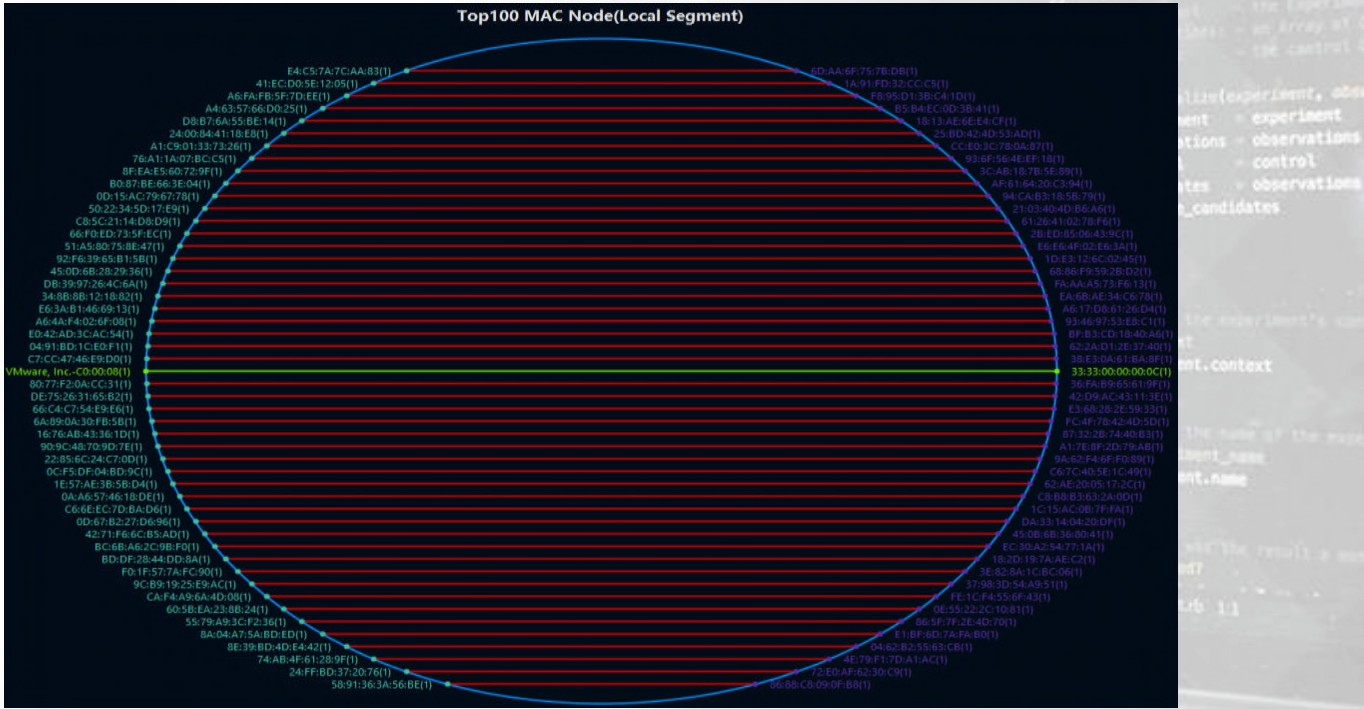 Top100 MAC Node(Local Segment)
E4:C5:7A:7C:AA:83(1) 6D:AA:6F:75:7B:DB(1)
41:EC:D0:5E:12:05(1) 1A:91:FD:32:CC:C5(1)
A6:FA:FB:5F:7D:EE(1) F8:95:D1:3B:C4:1D(1)
A4:63:57:66:D0:25(1) B5:B4:EC:0D:3B:41(1)
D8:B7:6A:55:BE:14(1) 18:13:AE:6E:E4:CF(1)
24:00:84:41:18:E8(1) 25:BD:42:4D:53:AD(1)
A1:C9:01:33:73:26(1) CC:E0:3C:78:0A:87(1)
76:A1:1A:07:BC:C5(1) 93:6F:56:4E:EF:18(1)
8F:EA:E5:60:72:9F(1) 3C:AB:18:7B:5E:89(1)
B0:87:BE:66:3E:04(1) AF:61:64:20:C3:94(1)
0D:15:AC:79:67:78(1) 94:CA:B3:18:5B:79(1)
50:22:34:5D:17:E9(1) 21:03:40:4D:B6:A6(1)
C8:5C:21:14:D8:D9(1) 61:26:41:02:78:F6(1)
66:F0:ED:73:5F:EC(1) 2B:ED:85:06:43:9C(1)
51:A5:80:75:8E:47(1) E6:E6:4F:02:E6:3A(1)
92:F6:39:65:B1:5B(1) 1D:E3:12:6C:02:45(1)
45:0D:6B:28:29:36(1) 68:86:F9:59:2B:D2(1)
DB:39:97:26:4C:6A(1) FA:AA:A5:73:F6:13(1)
34:8B:8B:12:18:82(1) EA:6B:AE:34:C6:78(1)
E6:3A:B1:46:69:13(1) A6:17:D8:61:26:D4(1)
A6:4A:F4:02:6F:08(1) 93:46:97:53:E8:C1(1)
E0:42:AD:3C:AC:54(1) BF:B3:CD:18:40:A6(1)
04:91:BD:1C:E0:F1(1) 62:2A:D1:2E:37:40(1)
C7:CC:47:46:E9:D0(1) 38:E3:0A:61:BA:8F(1)
VMware, Inc.-C0:00:08(1) 33:33:00:00:00:0C(1)
80:77:F2:0A:CC:31(1) 36:FA:B9:65:61:9F(1)
DE:75:26:31:65:B2(1) 42:D9:AC:43:11:3E(1)
66:C4:C7:54:E9:E6(1) E3:68:28:2E:59:33(1)
6A:89:0A:30:FB:5B(1) FC:4F:78:42:4D:5D(1)
16:76:AB:43:36:1D(1) 87:32:2B:74:40:B3(1)
90:9C:48:70:9D:7E(1) A1:7E:8F:2D:79:AB(1)
22:85:6C:24:C7:0D(1) 9A:62:F4:6F:F0:89(1)
0C:F5:DF:04:BD:9C(1) C6:7C:40:5E:1C:49(1)
1E:57:AE:3B:5B:D4(1) 62:AE:20:05:17:2C(1)
0A:A6:57:46:18:DE(1) C8:B8:B3:63:2A:0D(1)
C6:6E:EC:7D:BA:D6(1) 1C:15:AC:0B:7F:FA(1)
0D:67:B2:27:D6:96(1) DA:33:14:04:20:DF(1)
42:71:F6:6C:B5:AD(1) 45:0B:6B:36:80:41(1)
BC:6B:A6:2C:9B:F0(1) EC:30:A2:54:77:1A(1)
BD:DF:28:44:DD:8A(1) 18:2D:19:7A:AE:C2(1)
F0:1F:57:7A:FC:90(1) 3E:82:8A:1C:BC:06(1)
9C:B9:19:25:E9:AC(1) 37:98:3D:54:A9:51(1)
CA:F4:A9:6A:4D:08(1) FE:1C:F4:55:6F:43(1)
60:5B:EA:23:8B:24(1) 0E:55:22:2C:10:81(1)
55:79:A9:3C:F2:36(1) 86:5F:7F:2E:4D:70(1)
8A:04:A7:5A:BD:ED(1) E1:BF:6D:7A:FA:B0(1)
8E:39:BD:4D:E4:42(1) 04:62:B2:55:63:CB(1)
74:AB:4F:61:28:9F(1) 4E:79:F1:7D:A1:AC(1)
24:FF:BD:37:20:76(1) 72:E0:AF:62:30:C9(1)
58:91:36:3A:56:BE(1) 86:88:C8:09:0F:B8(1)
the Experiment
an Array of
the control
experiment
observations
control
observations
candidates
the experiment's
context
the name of the
name
the result